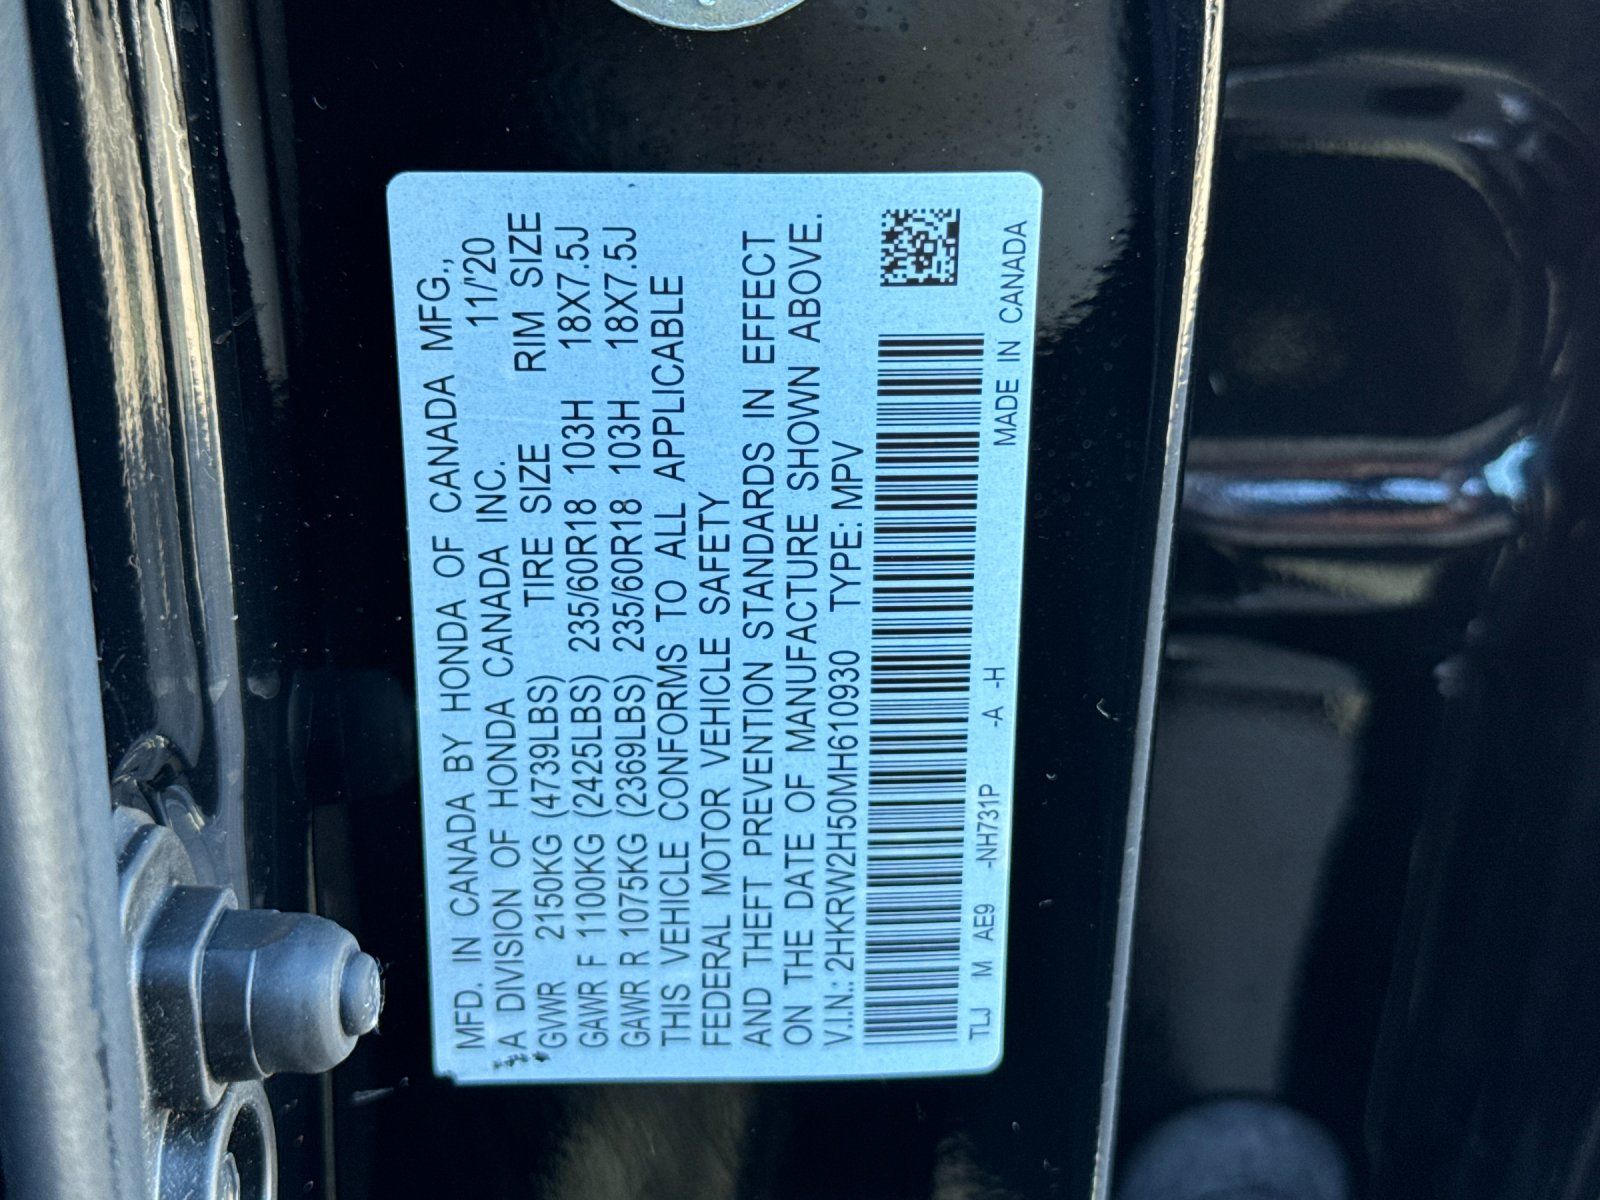 MFD. IN CANADA BY HONDA OF CANADA MFG.,
A DIVISION OF HONDA CANADA INC. 11/'20
GVWR 2150KG (4739LBS) TIRE SIZE RIM SIZE
GAWR F 1100KG (2425LBS) 235/60R18 103H 18X7.5J
GAWR R 1075KG (2369LBS) 235/60R18 103H 18X7.5J
THIS VEHICLE CONFORMS TO ALL APPLICABLE
FEDERAL MOTOR VEHICLE SAFETY
AND THEFT PREVENTION STANDARDS IN EFFECT
ON THE DATE OF MANUFACTURE SHOWN ABOVE.
V.I.N.: 2HKRW2H50MH610930 TYPE: MPV
TLJ M AE9 -NH731P -A -H MADE IN CANADA